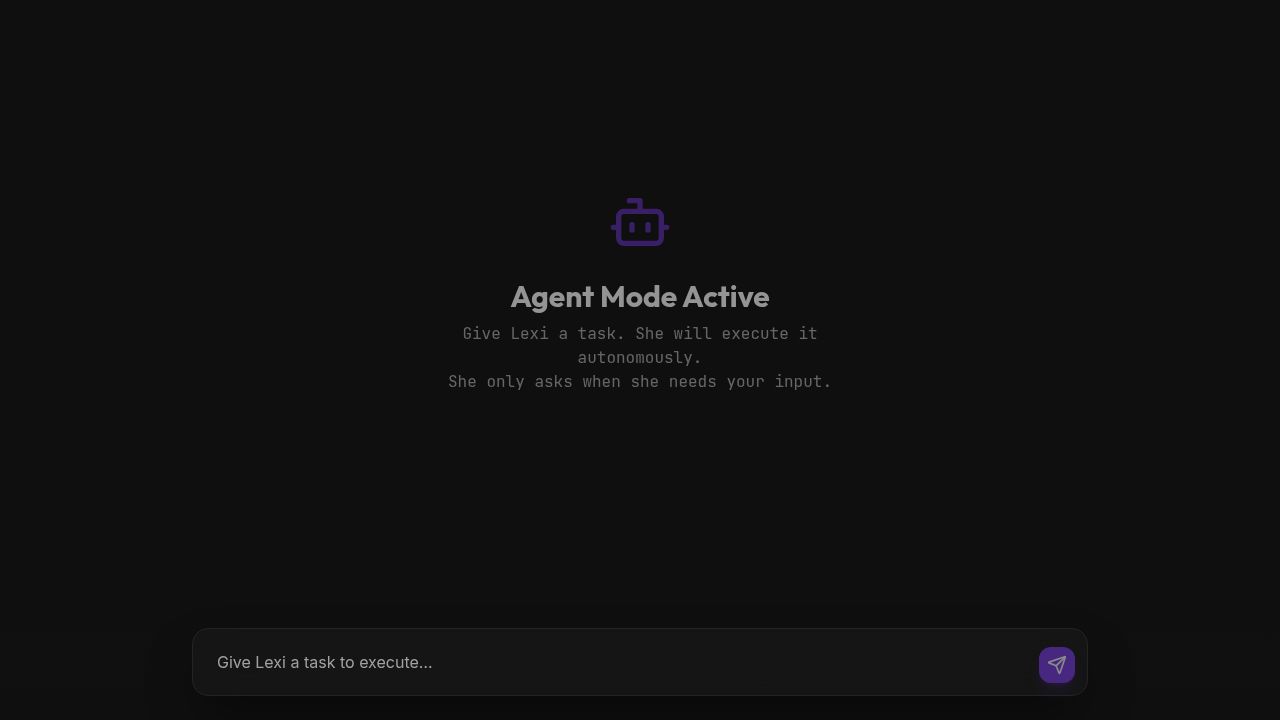 Agent Mode Active
Give Lexi a task. She will execute it
autonomously.
She only asks when she needs your input.
Give Lexi a task to execute...